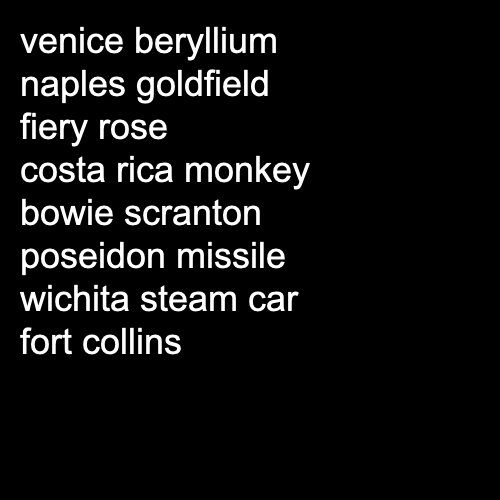 venice beryllium
naples goldfield
fiery rose
costa rica monkey
bowie scranton
poseidon missile
wichita steam car
fort collins